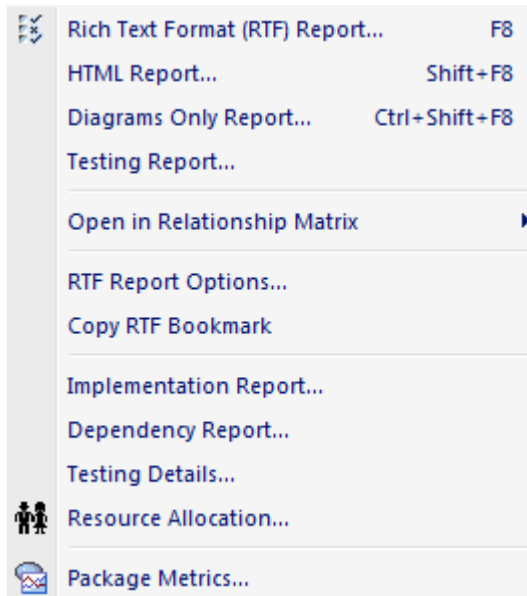 Rich Text Format (RTF) Report... F8
HTML Report... Shift+F8
Diagrams Only Report... Ctrl+Shift+F8
Testing Report...
Open in Relationship Matrix
RTF Report Options...
Copy RTF Bookmark
Implementation Report...
Dependency Report...
Testing Details...
Resource Allocation...
Package Metrics...